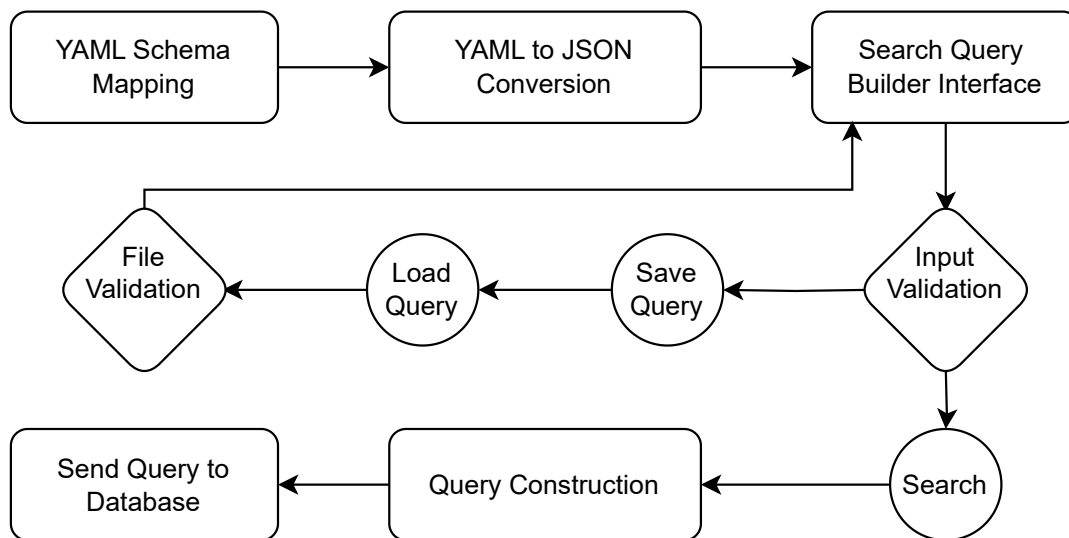 YAML Schema
Mapping
YAML to JSON
Conversion
Search Query
Builder Interface
File
Validation
Load
Query
Save
Query
Input
Validation
Send Query to
Database
Query Construction
Search